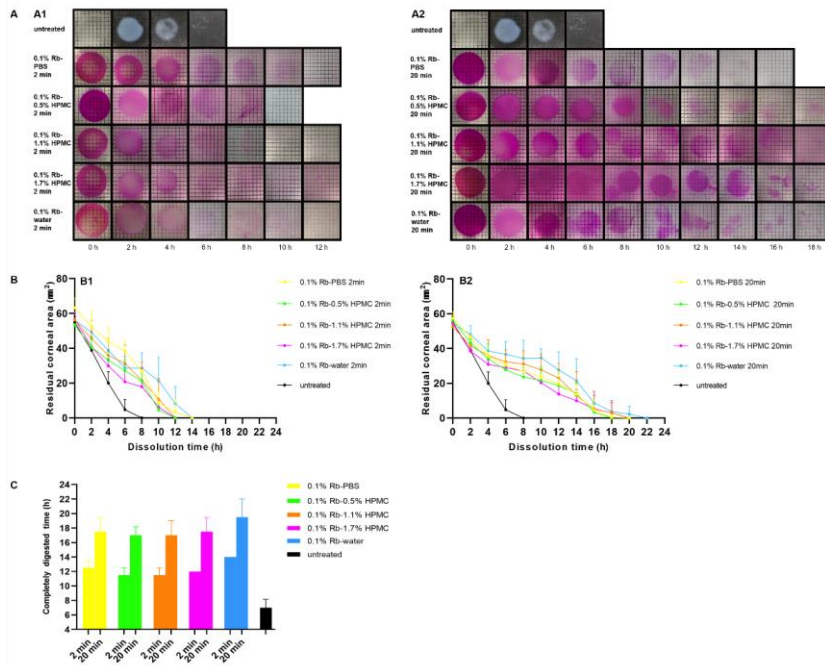 A
A1
untreated
0.1% Rb-
PBS
2 min
0.1% Rb-
0.5% HPMC
2 min
0.1% Rb-
1.1% HPMC
2 min
0.1% Rb-
1.7% HPMC
2 min
0.1% Rb-
water
2 min
0 h 2 h 4 h 6 h 8 h 10 h 12 h
A2
untreated
0.1% Rb-
PBS
20 min
0.1% Rb-
0.5% HPMC
20 min
0.1% Rb-
1.1% HPMC
20 min
0.1% Rb-
1.7% HPMC
20 min
0.1% Rb-
water
20 min
0 h 2 h 4 h 6 h 8 h 10 h 12 h 14 h 16 h 18 h
B
B1
Residual corneal area (mm²)
80
60
40
20
0
0 2 4 6 8 10 12 14 16 18 20 22 24
Dissolution time (h)
0.1% Rb-PBS 2min
0.1% Rb-0.5% HPMC 2min
0.1% Rb-1.1% HPMC 2min
0.1% Rb-1.7% HPMC 2min
0.1% Rb-water 2min
untreated
B2
Residual corneal area (mm²)
80
60
40
20
0
0 2 4 6 8 10 12 14 16 18 20 22 24
Dissolution time (h)
0.1% Rb-PBS 20min
0.1% Rb-0.5% HPMC 20min
0.1% Rb-1.1% HPMC 20min
0.1% Rb-1.7% HPMC 20min
0.1% Rb-water 20min
untreated
C
Completely digested time (h)
24
22
20
18
16
14
12
10
8
6
4
2 min 20 min 2 min 20 min 2 min 20 min 2 min 20 min 2 min 20 min
0.1% Rb-PBS
0.1% Rb-0.5% HPMC
0.1% Rb-1.1% HPMC
0.1% Rb-1.7% HPMC
0.1% Rb-water
untreated